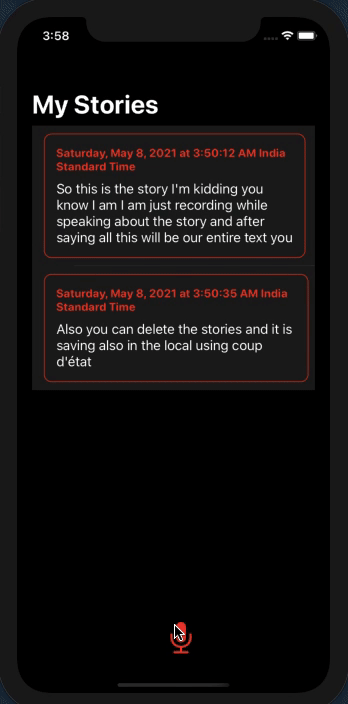 3:58
My Stories
Saturday, May 8, 2021 at 3:50:12 AM India
Standard Time
So this is the story I'm kidding you
know I am I am just recording while
speaking about the story and after
saying all this will be our entire text you
Saturday, May 8, 2021 at 3:50:35 AM India
Standard Time
Also you can delete the stories and it is
saving also in the local using coup
d'état